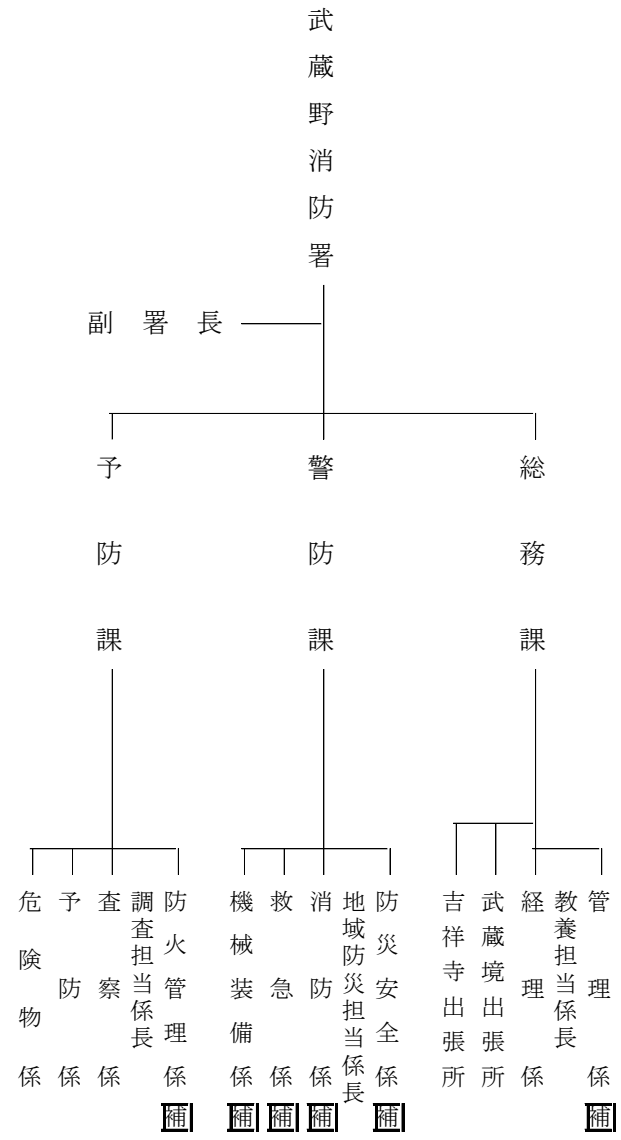 武蔵野消防署
副署長
総務課
警防課
予防課
管理係
補
教養担当係長
経理係
武蔵境出張所
吉祥寺出張所
防災安全係
補
地域防災担当係長
消防係
補
救急係
補
機械装備係
補
防火管理係
補
調査担当係長
査察係
予防係
危険物係